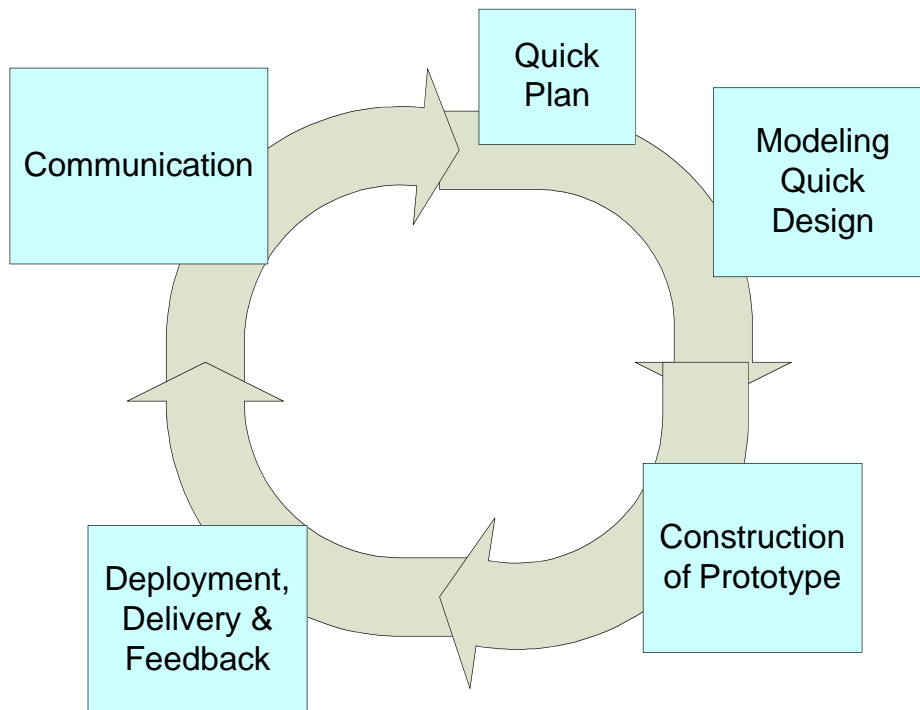 Communication
Quick
Plan
Modeling
Quick
Design
Construction
of Prototype
Deployment,
Delivery &
Feedback